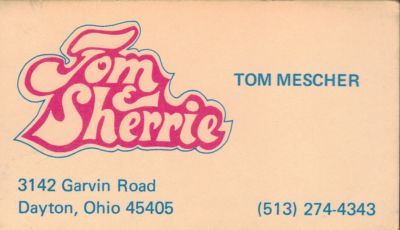 Tom
&
Sherrie
TOM MESCHER
3142 Garvin Road
Dayton, Ohio 45405
(513) 274-4343